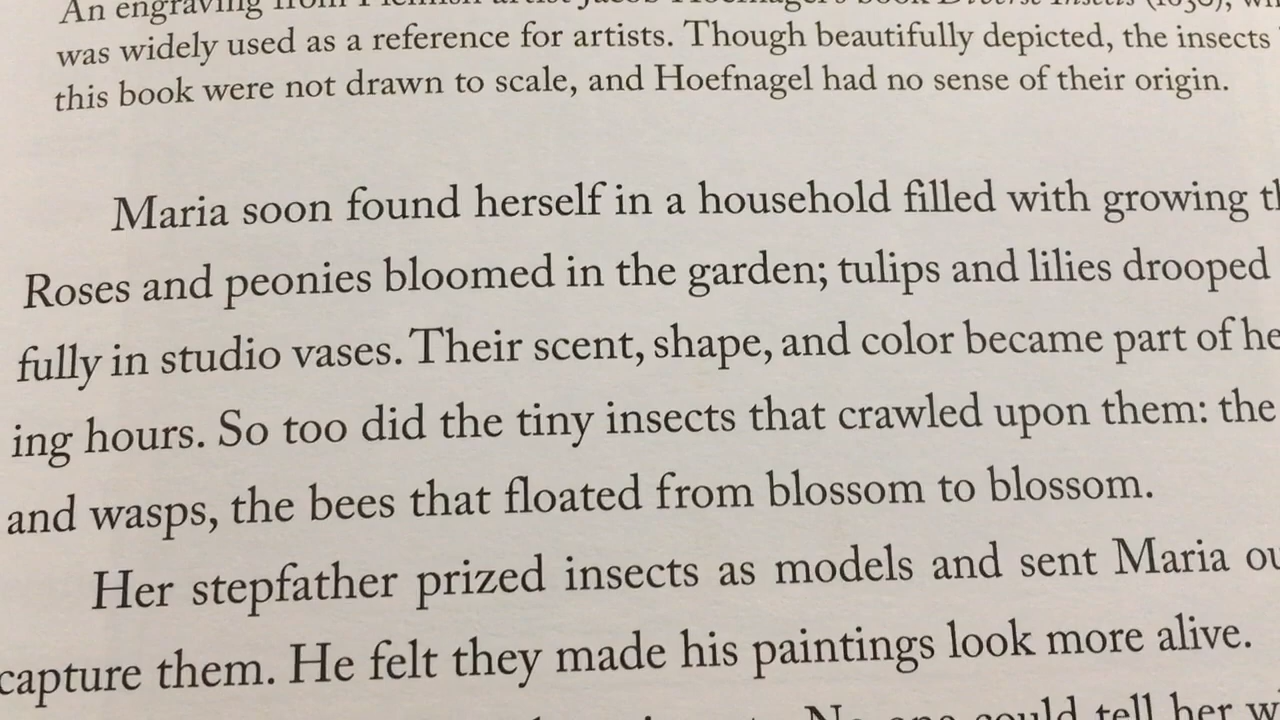 An engraving from Flemish artist Jacob Hoefnagel's book Diverse Insects (1630),
was widely used as a reference for artists. Though beautifully depicted, the insects
this book were not drawn to scale, and Hoefnagel had no sense of their origin.
Maria soon found herself in a household filled with growing th
Roses and peonies bloomed in the garden; tulips and lilies drooped
fully in studio vases. Their scent, shape, and color became part of he
ing hours. So too did the tiny insects that crawled upon them: the
and wasps, the bees that floated from blossom to blossom.
Her stepfather prized insects as models and sent Maria ou
capture them. He felt they made his paintings look more alive.
No one could tell her wi